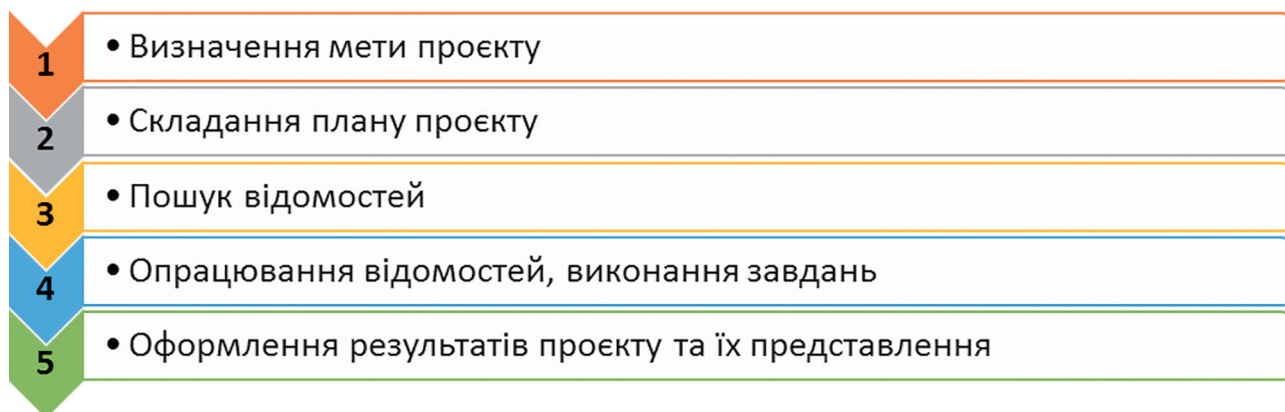 1 • Визначення мети проєкту
2 • Складання плану проєкту
3 • Пошук відомостей
4 • Опрацювання відомостей, виконання завдань
5 • Оформлення результатів проєкту та їх представлення